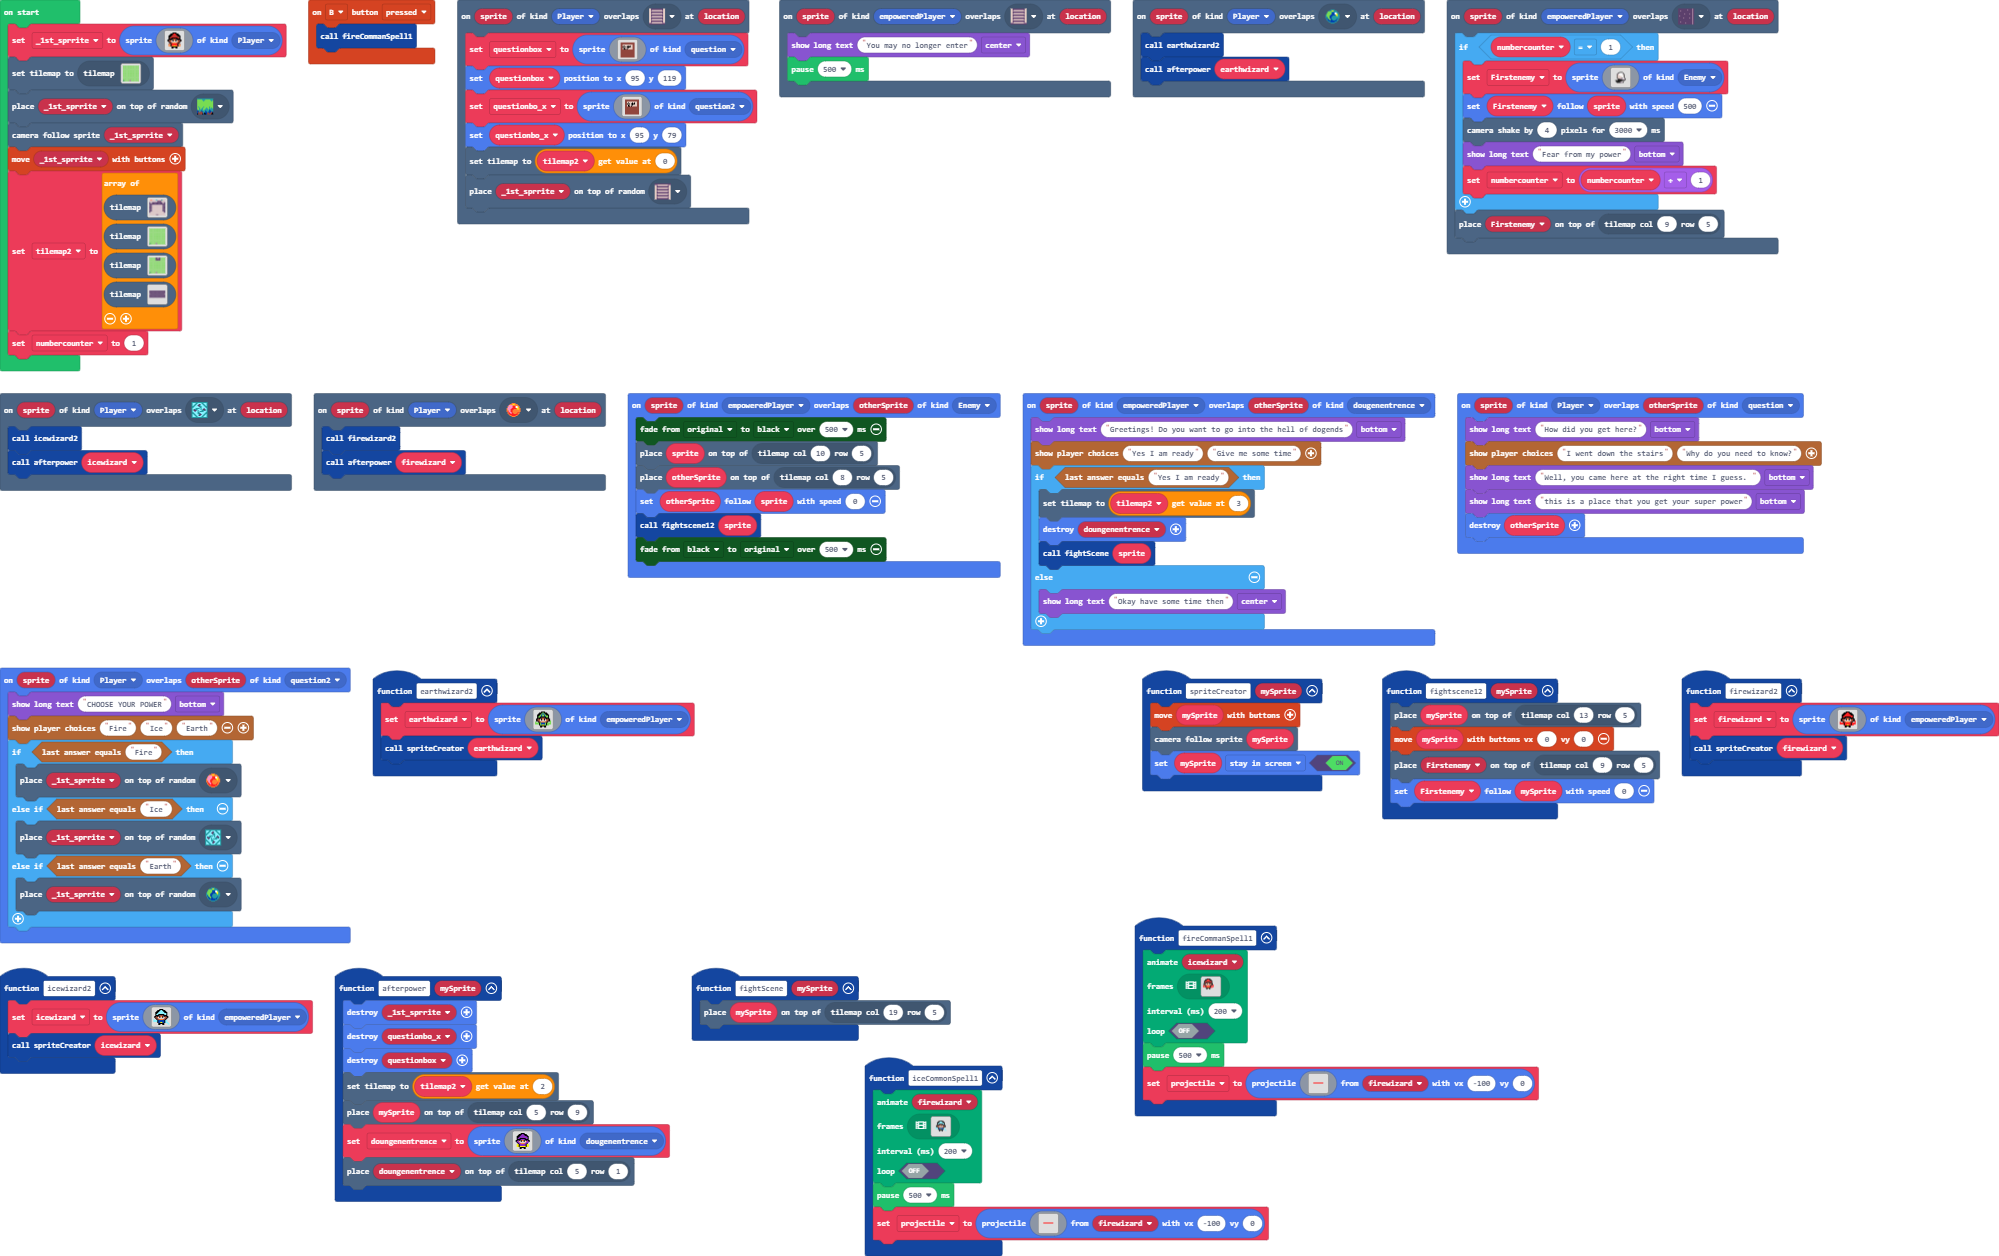 on start
set _1st_sprrite to sprite of kind Player
set tilemap to tilemap
place _1st_sprrite on top of random
camera follow sprite _1st_sprrite
move _1st_sprrite with buttons
set tilemap2 to array of
tilemap
tilemap
tilemap
tilemap
set numbercounter to 1
on B button pressed
call fireCommanSpell1
on sprite of kind Player overlaps at location
set questionbox to sprite of kind question
set questionbox position to x 95 y 119
set questionbo_x to sprite of kind question2
set questionbo_x position to x 95 y 79
set tilemap to tilemap2 get value at 0
place _1st_sprrite on top of random
on sprite of kind empoweredPlayer overlaps at location
show long text "You may no longer enter" center
pause 500 ms
on sprite of kind Player overlaps at location
call earthwizard2
call afterpower earthwizard
on sprite of kind empoweredPlayer overlaps at location
if numbercounter = 1 then
set Firstenemy to sprite of kind Enemy
set Firstenemy follow sprite with speed 500
camera shake by 4 pixels for 3000 ms
show long text "Fear from my power" bottom
set numbercounter to numbercounter + 1
place Firstenemy on top of tilemap col 9 row 5
on sprite of kind Player overlaps at location
call icewizard2
call afterpower icewizard
on sprite of kind Player overlaps at location
call firewizard2
call afterpower firewizard
on sprite of kind empoweredPlayer overlaps otherSprite of kind Enemy
fade from original to black over 500 ms
place sprite on top of tilemap col 10 row 5
place otherSprite on top of tilemap col 8 row 5
set otherSprite follow sprite with speed 0
call fightscene12 sprite
fade from black to original over 500 ms
on sprite of kind empoweredPlayer overlaps otherSprite of kind dougenentrence
show long text "Greetings! Do you want to go into the hell of dogends" bottom
show player choices "Yes I am ready" "Give me some time"
if last answer equals "Yes I am ready" then
set tilemap to tilemap2 get value at 3
destroy doungenentrence
call fightScene sprite
else
show long text "Okay have some time then" center
on sprite of kind Player overlaps otherSprite of kind question
show long text "How did you get here?" bottom
show player choices "I went down the stairs" "Why do you need to know?"
show long text "Well, you came here at the right time I guess. " bottom
show long text "this is a place that you get your super power" bottom
destroy otherSprite
on sprite of kind Player overlaps otherSprite of kind question2
show long text "CHOOSE YOUR POWER" bottom
show player choices "Fire" "Ice" "Earth"
if last answer equals "Fire" then
place _1st_sprrite on top of random
else if last answer equals "Ice" then
place _1st_sprrite on top of random
else if last answer equals "Earth" then
place _1st_sprrite on top of random
function earthwizard2
set earthwizard to sprite of kind empoweredPlayer
call spriteCreator earthwizard
function spriteCreator mySprite
move mySprite with buttons
camera follow sprite mySprite
set mySprite stay in screen ON
function fightscene12 mySprite
place mySprite on top of tilemap col 13 row 5
move mySprite with buttons vx 0 vy 0
place Firstenemy on top of tilemap col 9 row 5
set Firstenemy follow mySprite with speed 0
function firewizard2
set firewizard to sprite of kind empoweredPlayer
call spriteCreator firewizard
function icewizard2
set icewizard to sprite of kind empoweredPlayer
call spriteCreator icewizard
function afterpower mySprite
destroy _1st_sprrite
destroy questionbo_x
destroy questionbox
set tilemap to tilemap2 get value at 2
place mySprite on top of tilemap col 5 row 9
set doungenentrence to sprite of kind dougenentrence
place doungenentrence on top of tilemap col 5 row 1
function fightScene mySprite
place mySprite on top of tilemap col 19 row 5
function iceCommonSpell1
animate firewizard
frames
interval (ms) 200
loop OFF
pause 500 ms
set projectile to projectile from firewizard with vx -100 vy 0
function fireCommanSpell1
animate icewizard
frames
interval (ms) 200
loop OFF
pause 500 ms
set projectile to projectile from firewizard with vx -100 vy 0